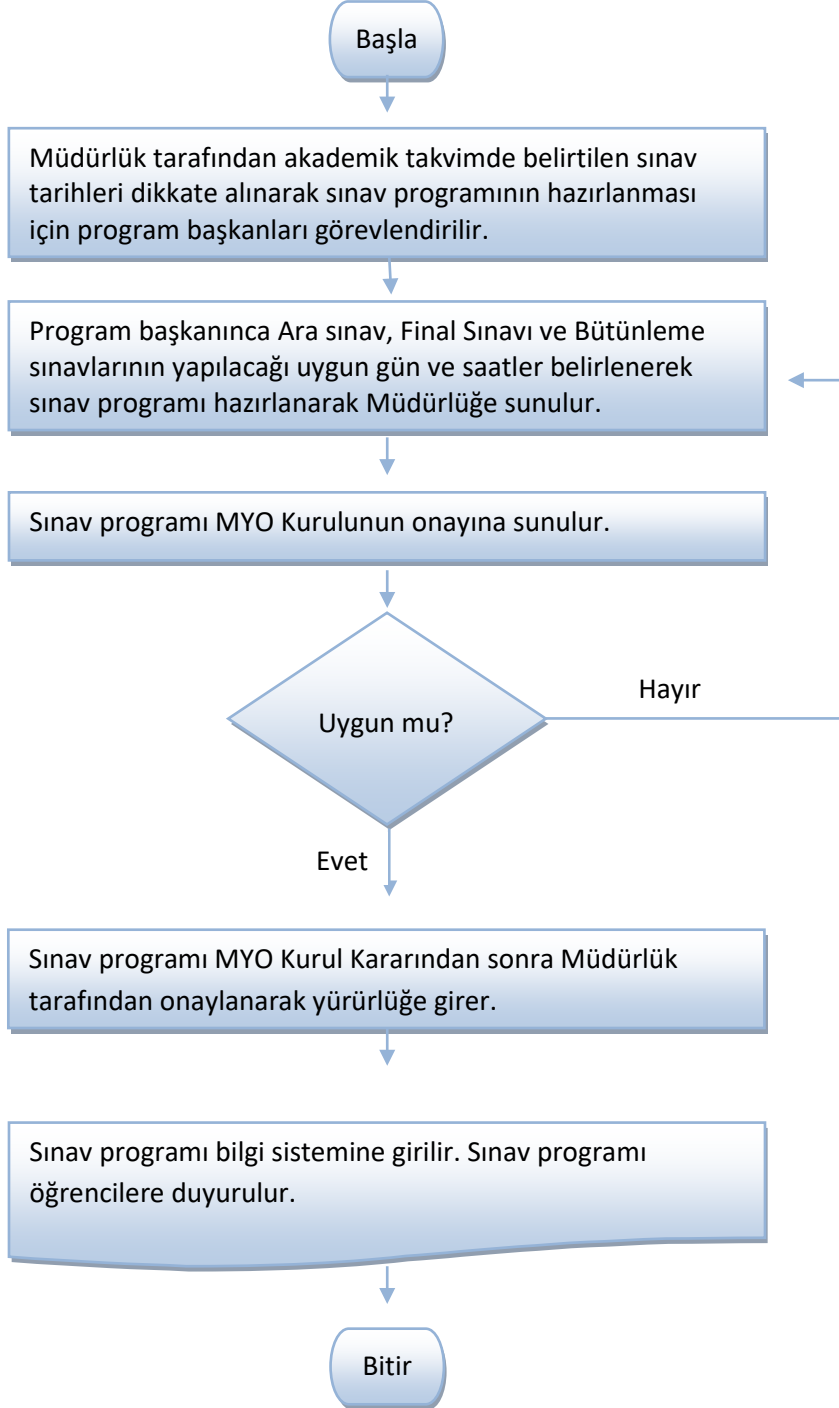 Başla
Müdürlük tarafından akademik takvimde belirtilen sınav
tarihleri dikkate alınarak sınav programının hazırlanması
için program başkanları görevlendirilir.
Program başkanınca Ara sınav, Final Sınavı ve Bütünleme
sınavlarının yapılacağı uygun gün ve saatler belirlenerek
sınav programı hazırlanarak Müdürlüğe sunulur.
Sınav programı MYO Kurulunun onayına sunulur.
Hayır
Uygun mu?
Evet
Sınav programı MYO Kurul Kararından sonra Müdürlük
tarafından onaylanarak yürürlüğe girer.
Sınav programı bilgi sistemine girilir. Sınav programı
öğrencilere duyurulur.
Bitir